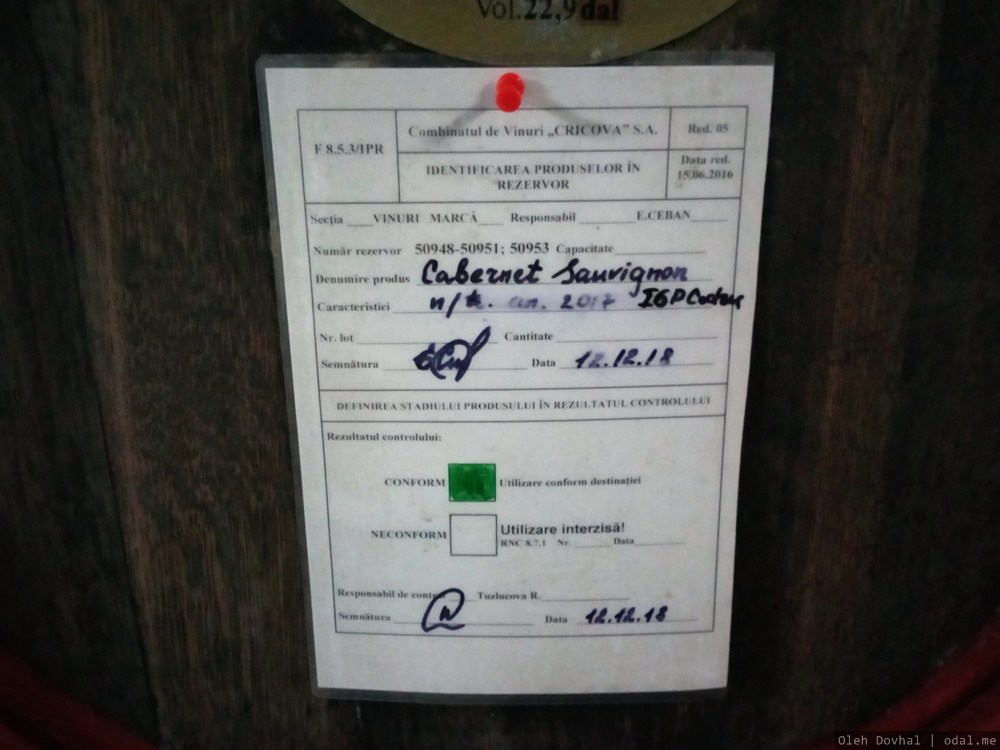 Vol.22,9 dal
F 8.5.3/IPR
Combinatul de Vinuri „CRICOVA” S.A.
Red. 05
IDENTIFICAREA PRODUSELOR ÎN
REZERVOR
Data red.
15.06.2016
Secția VINURI MARCĂ Responsabil E.CEBAN
Număr rezervor 50948-50951; 50953 Capacitate
Denumire produs Cabernet Sauvignon
Caracteristici an. 2017 IGP Codru
Nr. lot Cantitate
Semnătura Data 12.12.18
DEFINIREA STADIULUI PRODUSULUI ÎN REZULTATUL CONTROLULUI
Rezultatul controlului:
CONFORM Utilizare conform destinației
NECONFORM Utilizare interzisă!
RNC 8.7.1 Nr. Data
Responsabil de Tuzlucova R.
Semnătura Data 12.12.18
Oleh Dovhal | odal.me